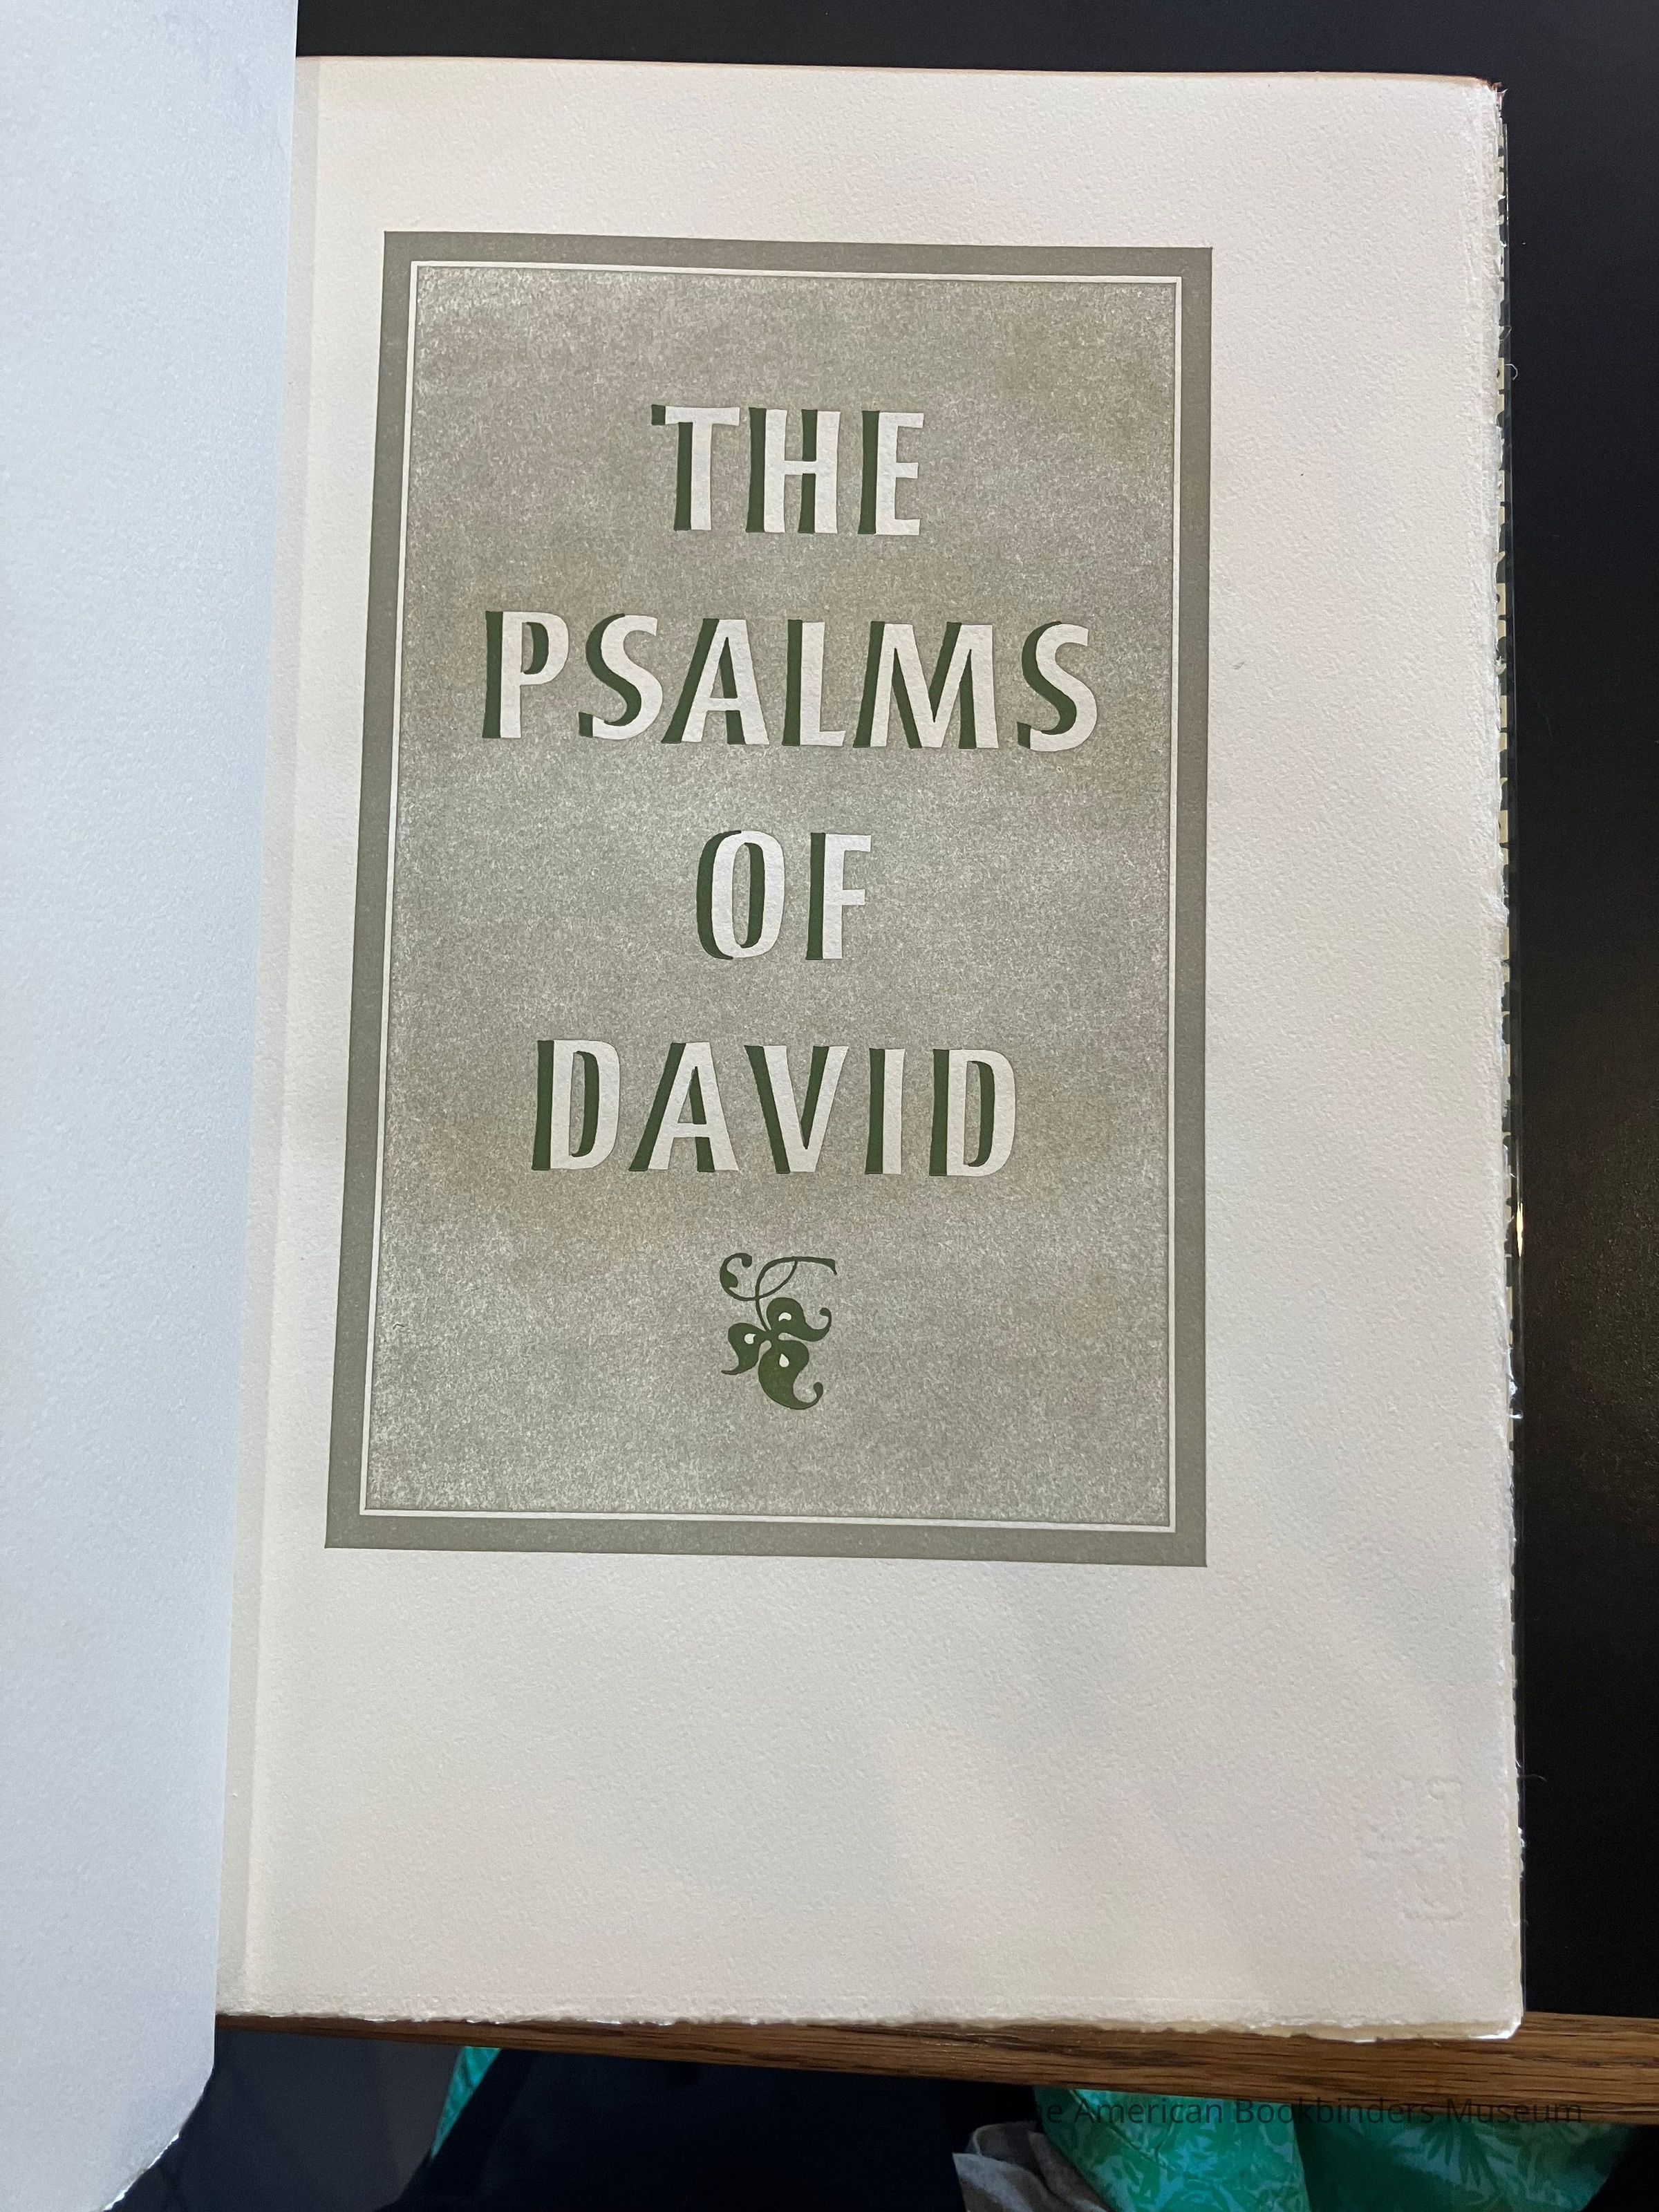 THE
PSALMS
OF
DAVID
American Bookbinders Museum